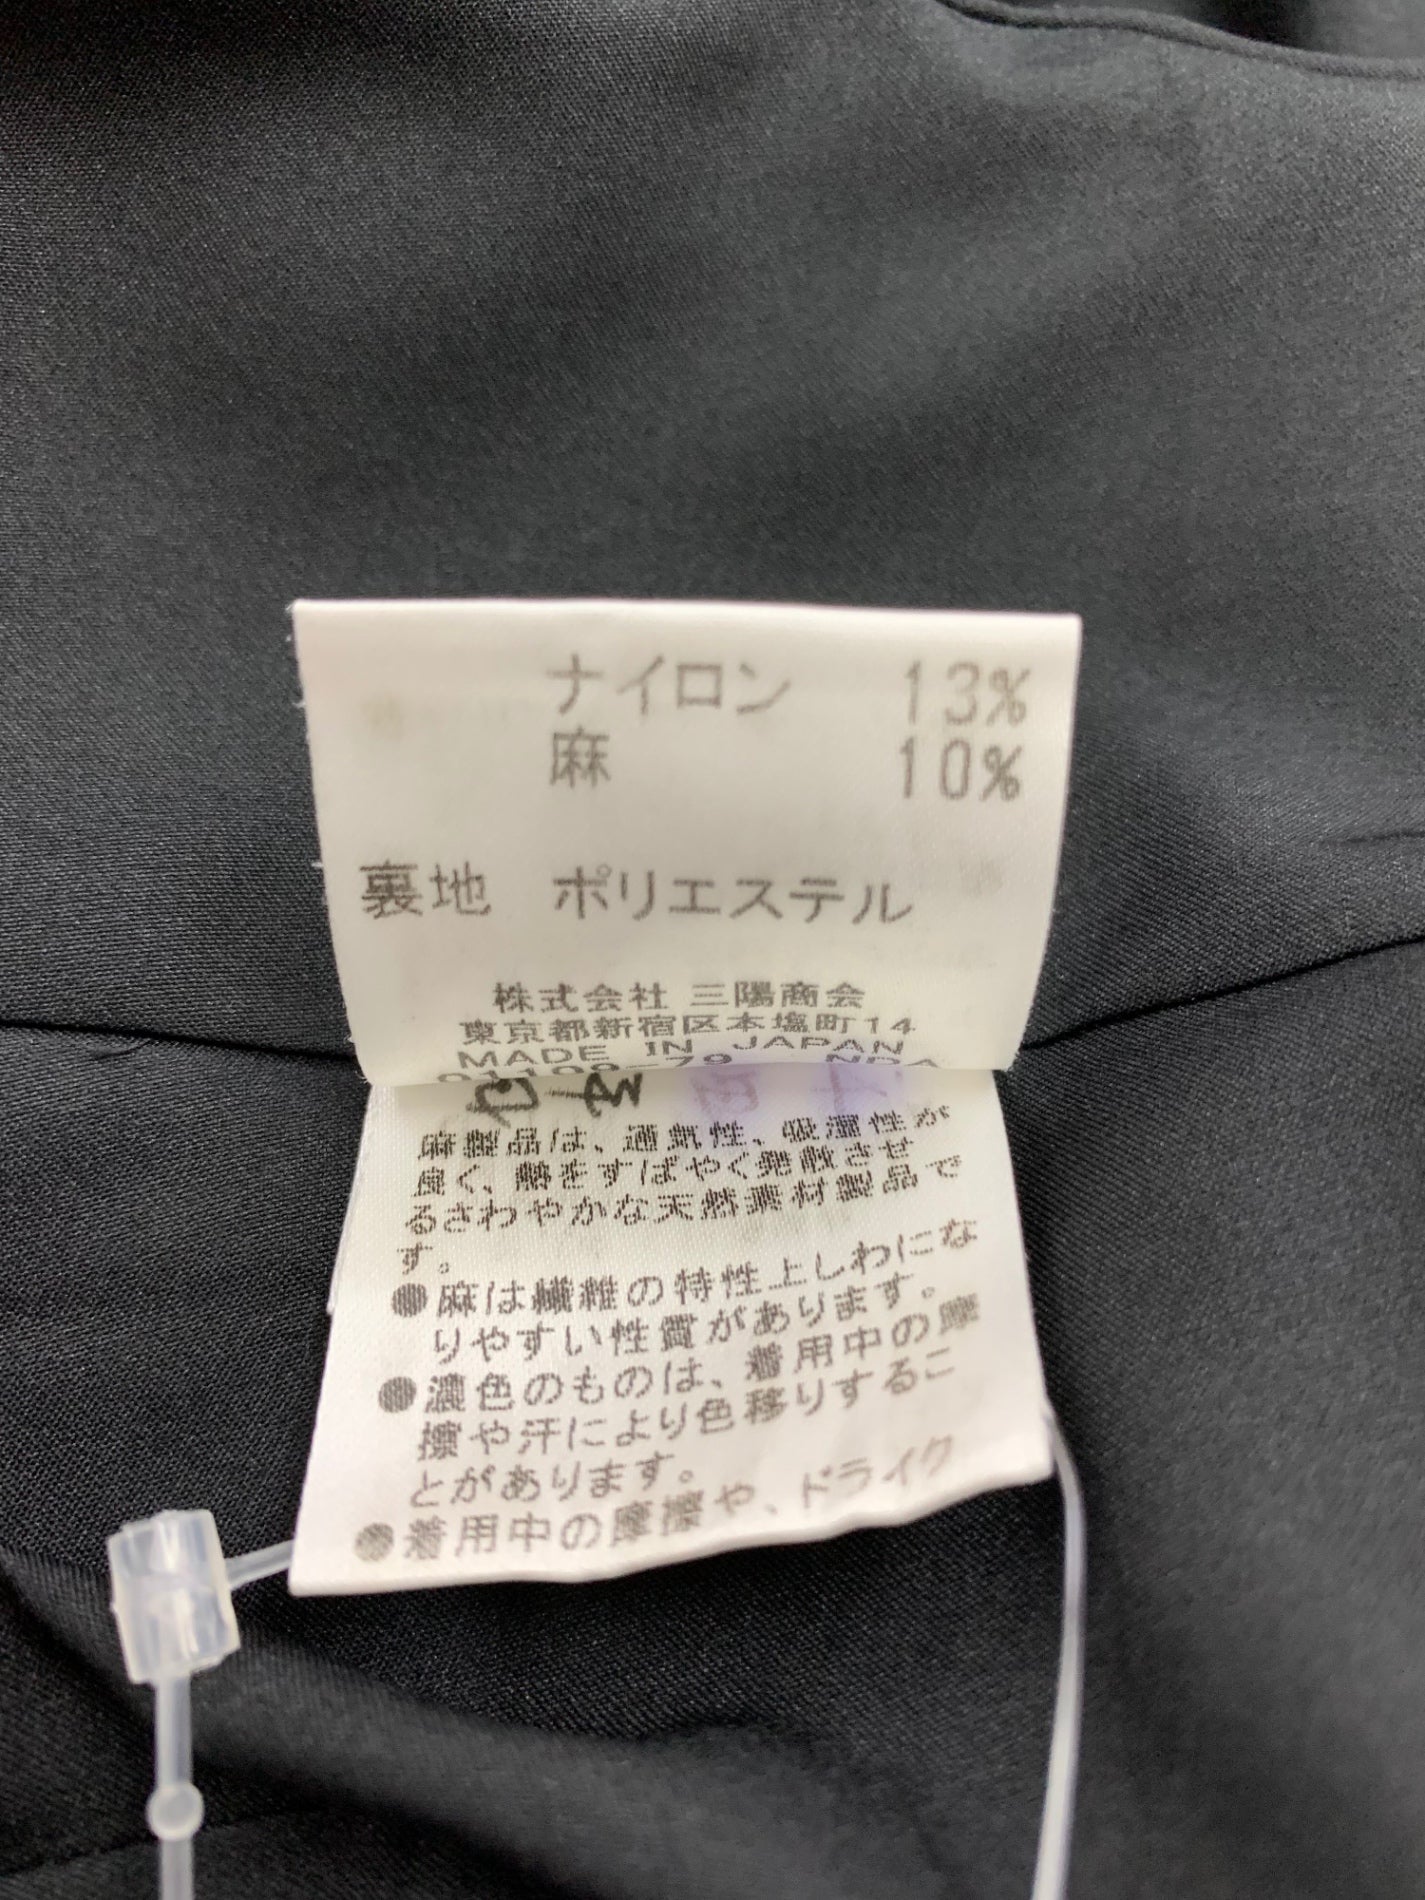 ナイロン 13%
麻 10%
裏地 ポリエステル
株式会社 三陽商会
東京都新宿区本塩町14
MADE IN JAPAN
麻製品は、通気性、吸湿性が
良く、熱をすばやく発散させ
るさわやかな天然素材製品で
す。
●麻は繊維の特性上しわにな
りやすい性質があります。
●濃色のものは、着用中の摩
擦や汗により色移りするこ
とがあります。
●着用中の摩擦や、ドライク